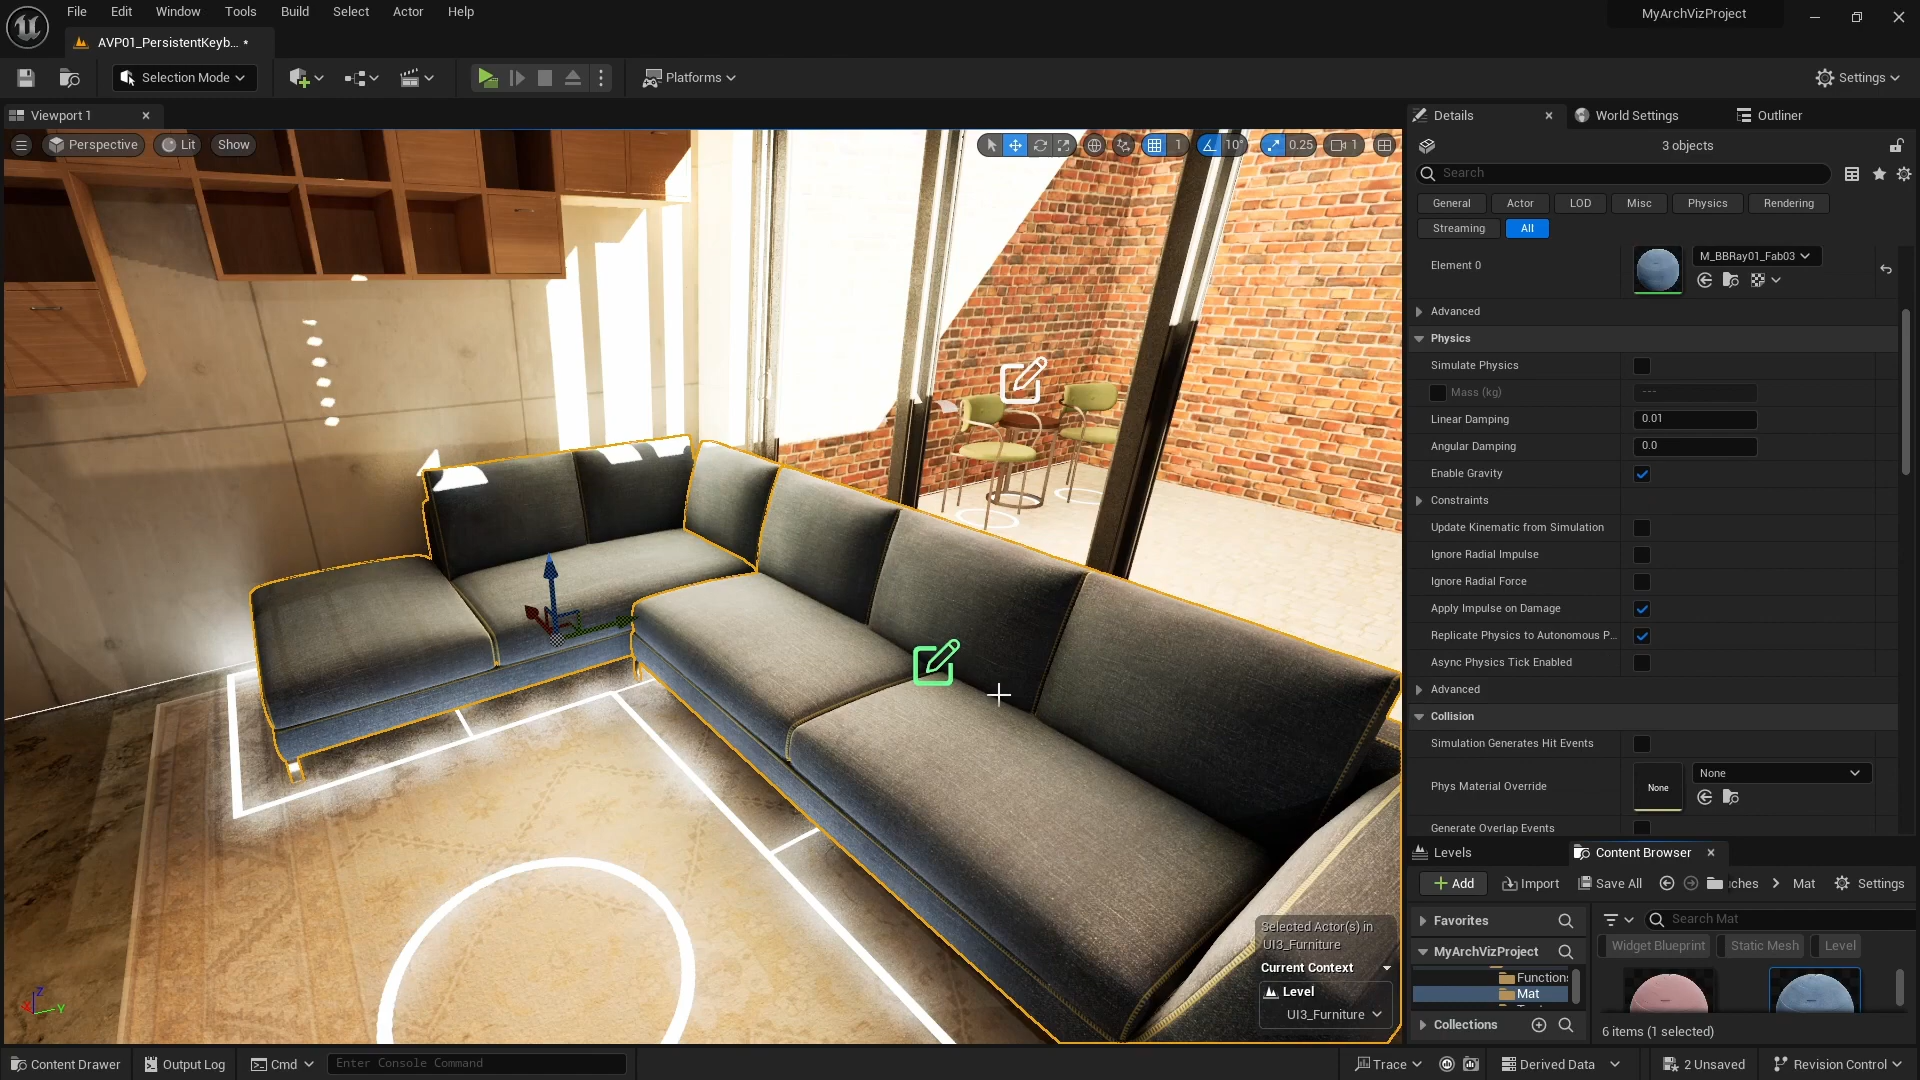 File Edit Window Tools Build Select Actor Help
MyArchVizProject
AVP01_PersistentKeyb... •
Selection Mode
Platforms
Settings
Viewport 1
Perspective Lit Show
1 10° 0.25 1
Details World Settings Outliner
3 objects
Search
General Actor LOD Misc Physics Rendering
Streaming All
Element 0
M_BBRay01_Fab03
Advanced
Physics
Simulate Physics
Mass (kg) ---
Linear Damping 0.01
Angular Damping 0.0
Enable Gravity
Constraints
Update Kinematic from Simulation
Ignore Radial Impulse
Ignore Radial Force
Apply Impulse on Damage
Replicate Physics to Autonomous P...
Async Physics Tick Enabled
Advanced
Collision
Simulation Generates Hit Events
Phys Material Override None None
Generate Overlap Events
Levels Content Browser
Add Import Save All ches Mat Settings
Favorites
Search Mat
MyArchVizProject
Widget Blueprint Static Mesh Level
Function
Mat
Collections
6 items (1 selected)
Selected Actor(s) in
UI3_Furniture
Current Context
Level
UI3_Furniture
Z
X
Y
Content Drawer Output Log Cmd Enter Console Command
Trace Derived Data 2 Unsaved Revision Control